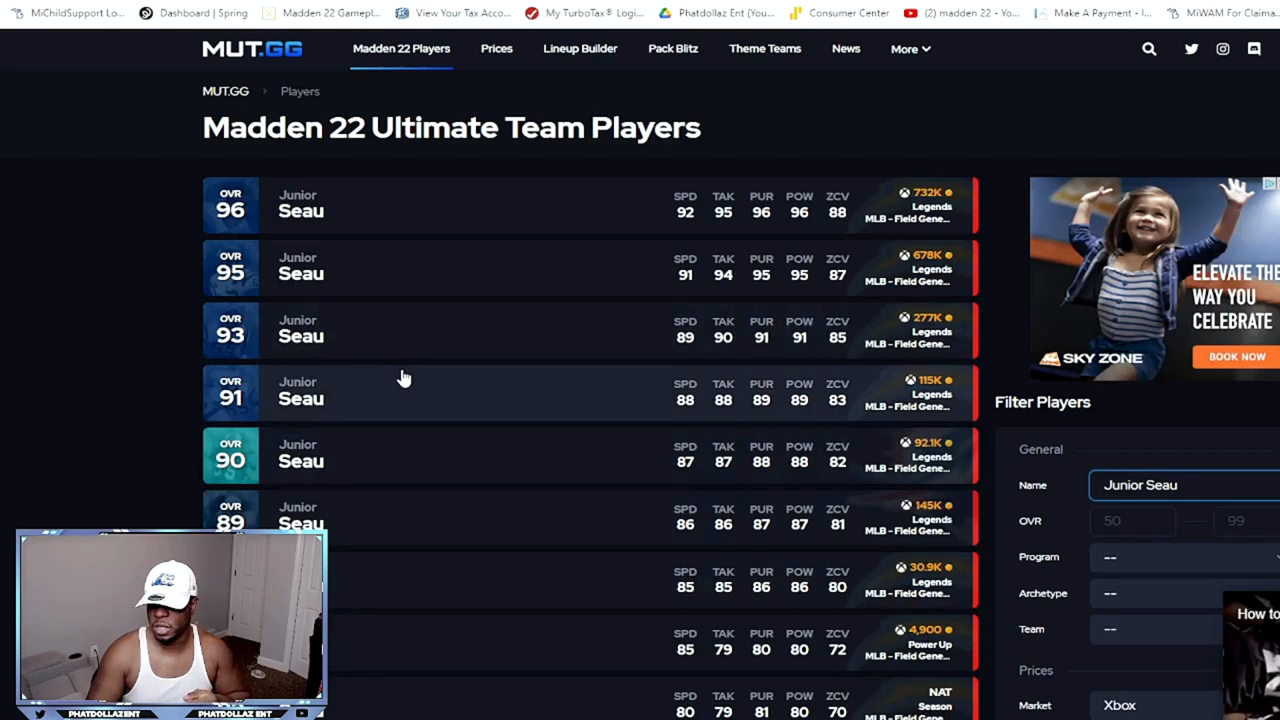 MiChildSupport Lo... Dashboard | Spring Madden 22 Gamepl... View Your Tax Acco... My TurboTax® Logi... Phatdollaz Ent (You... Consumer Center (2) madden 22 - Yo... Make A Payment - I... MiWAM For Claima...
MUT.GG Madden 22 Players Prices Lineup Builder Pack Blitz Theme Teams News More
MUT.GG > Players
Madden 22 Ultimate Team Players
OVR 96 Junior Seau SPD 92 TAK 95 PUR 96 POW 96 ZCV 88 732K Legends MLB - Field Gene...
OVR 95 Junior Seau SPD 91 TAK 94 PUR 95 POW 95 ZCV 87 678K Legends MLB - Field Gene...
OVR 93 Junior Seau SPD 89 TAK 90 PUR 91 POW 91 ZCV 85 277K Legends MLB - Field Gene...
OVR 91 Junior Seau SPD 88 TAK 88 PUR 89 POW 89 ZCV 83 115K Legends MLB - Field Gene...
OVR 90 Junior Seau SPD 87 TAK 87 PUR 88 POW 88 ZCV 82 92.1K Legends MLB - Field Gene...
OVR 89 Junior Seau SPD 86 TAK 86 PUR 87 POW 87 ZCV 81 145K Legends MLB - Field Gene...
SPD 85 TAK 85 PUR 86 POW 86 ZCV 80 30.9K Legends MLB - Field Gene...
SPD 85 TAK 79 PUR 80 POW 80 ZCV 72 4,900 Power Up MLB - Field Gene...
SPD 80 TAK 79 PUR 81 POW 80 ZCV 70 NAT Season MLB - Field Gene...
ELEVATE THE
WAY YOU
CELEBRATE
SKY ZONE BOOK NOW
Filter Players
General
Name Junior Seau
OVR 50 99
Program --
Archetype --
Team --
How to
Prices
Market Xbox
PHATDOLLAZENT PHATDOLLAZ ENT